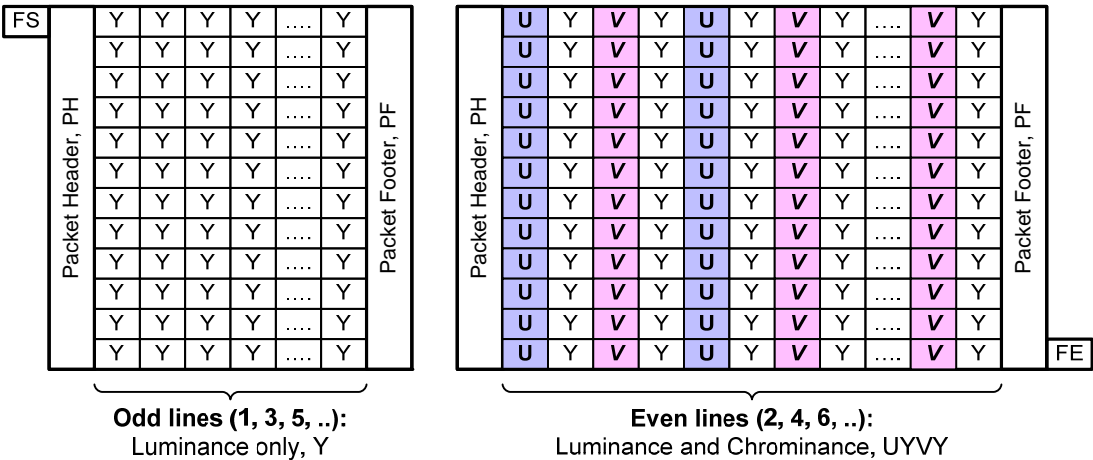 FS
Packet Header, PH
Y Y Y Y .... Y
Y Y Y Y .... Y
Y Y Y Y .... Y
Y Y Y Y .... Y
Y Y Y Y .... Y
Y Y Y Y .... Y
Y Y Y Y .... Y
Y Y Y Y .... Y
Y Y Y Y .... Y
Y Y Y Y .... Y
Y Y Y Y .... Y
Y Y Y Y .... Y
Packet Footer, PF
Odd lines (1, 3, 5, ..):
Luminance only, Y
Packet Header, PH
U Y V Y U Y V Y .... V Y
U Y V Y U Y V Y .... V Y
U Y V Y U Y V Y .... V Y
U Y V Y U Y V Y .... V Y
U Y V Y U Y V Y .... V Y
U Y V Y U Y V Y .... V Y
U Y V Y U Y V Y .... V Y
U Y V Y U Y V Y .... V Y
U Y V Y U Y V Y .... V Y
U Y V Y U Y V Y .... V Y
U Y V Y U Y V Y .... V Y
U Y V Y U Y V Y .... V Y
Packet Footer, PF
FE
Even lines (2, 4, 6, ..):
Luminance and Chrominance, UYVY